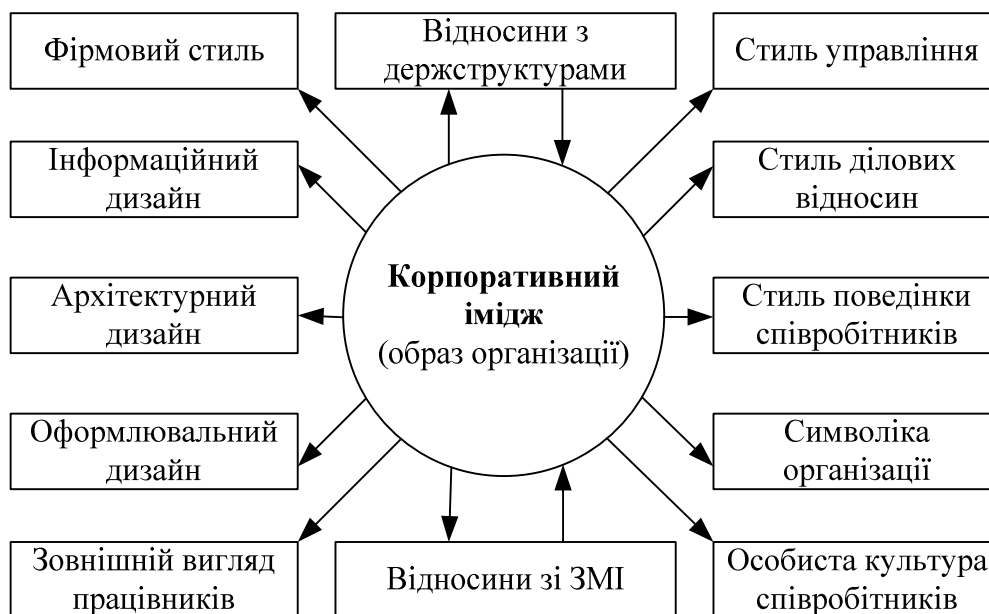 Фірмовий стиль
Відносини з
держструктурами
Стиль управління
Інформаційний
дизайн
Стиль ділових
відносин
Архітектурний
дизайн
Корпоративний
імідж
(образ організації)
Стиль поведінки
співробітників
Оформлювальний
дизайн
Символіка
організації
Зовнішній вигляд
працівників
Відносини зі ЗМІ
Особиста культура
співробітників